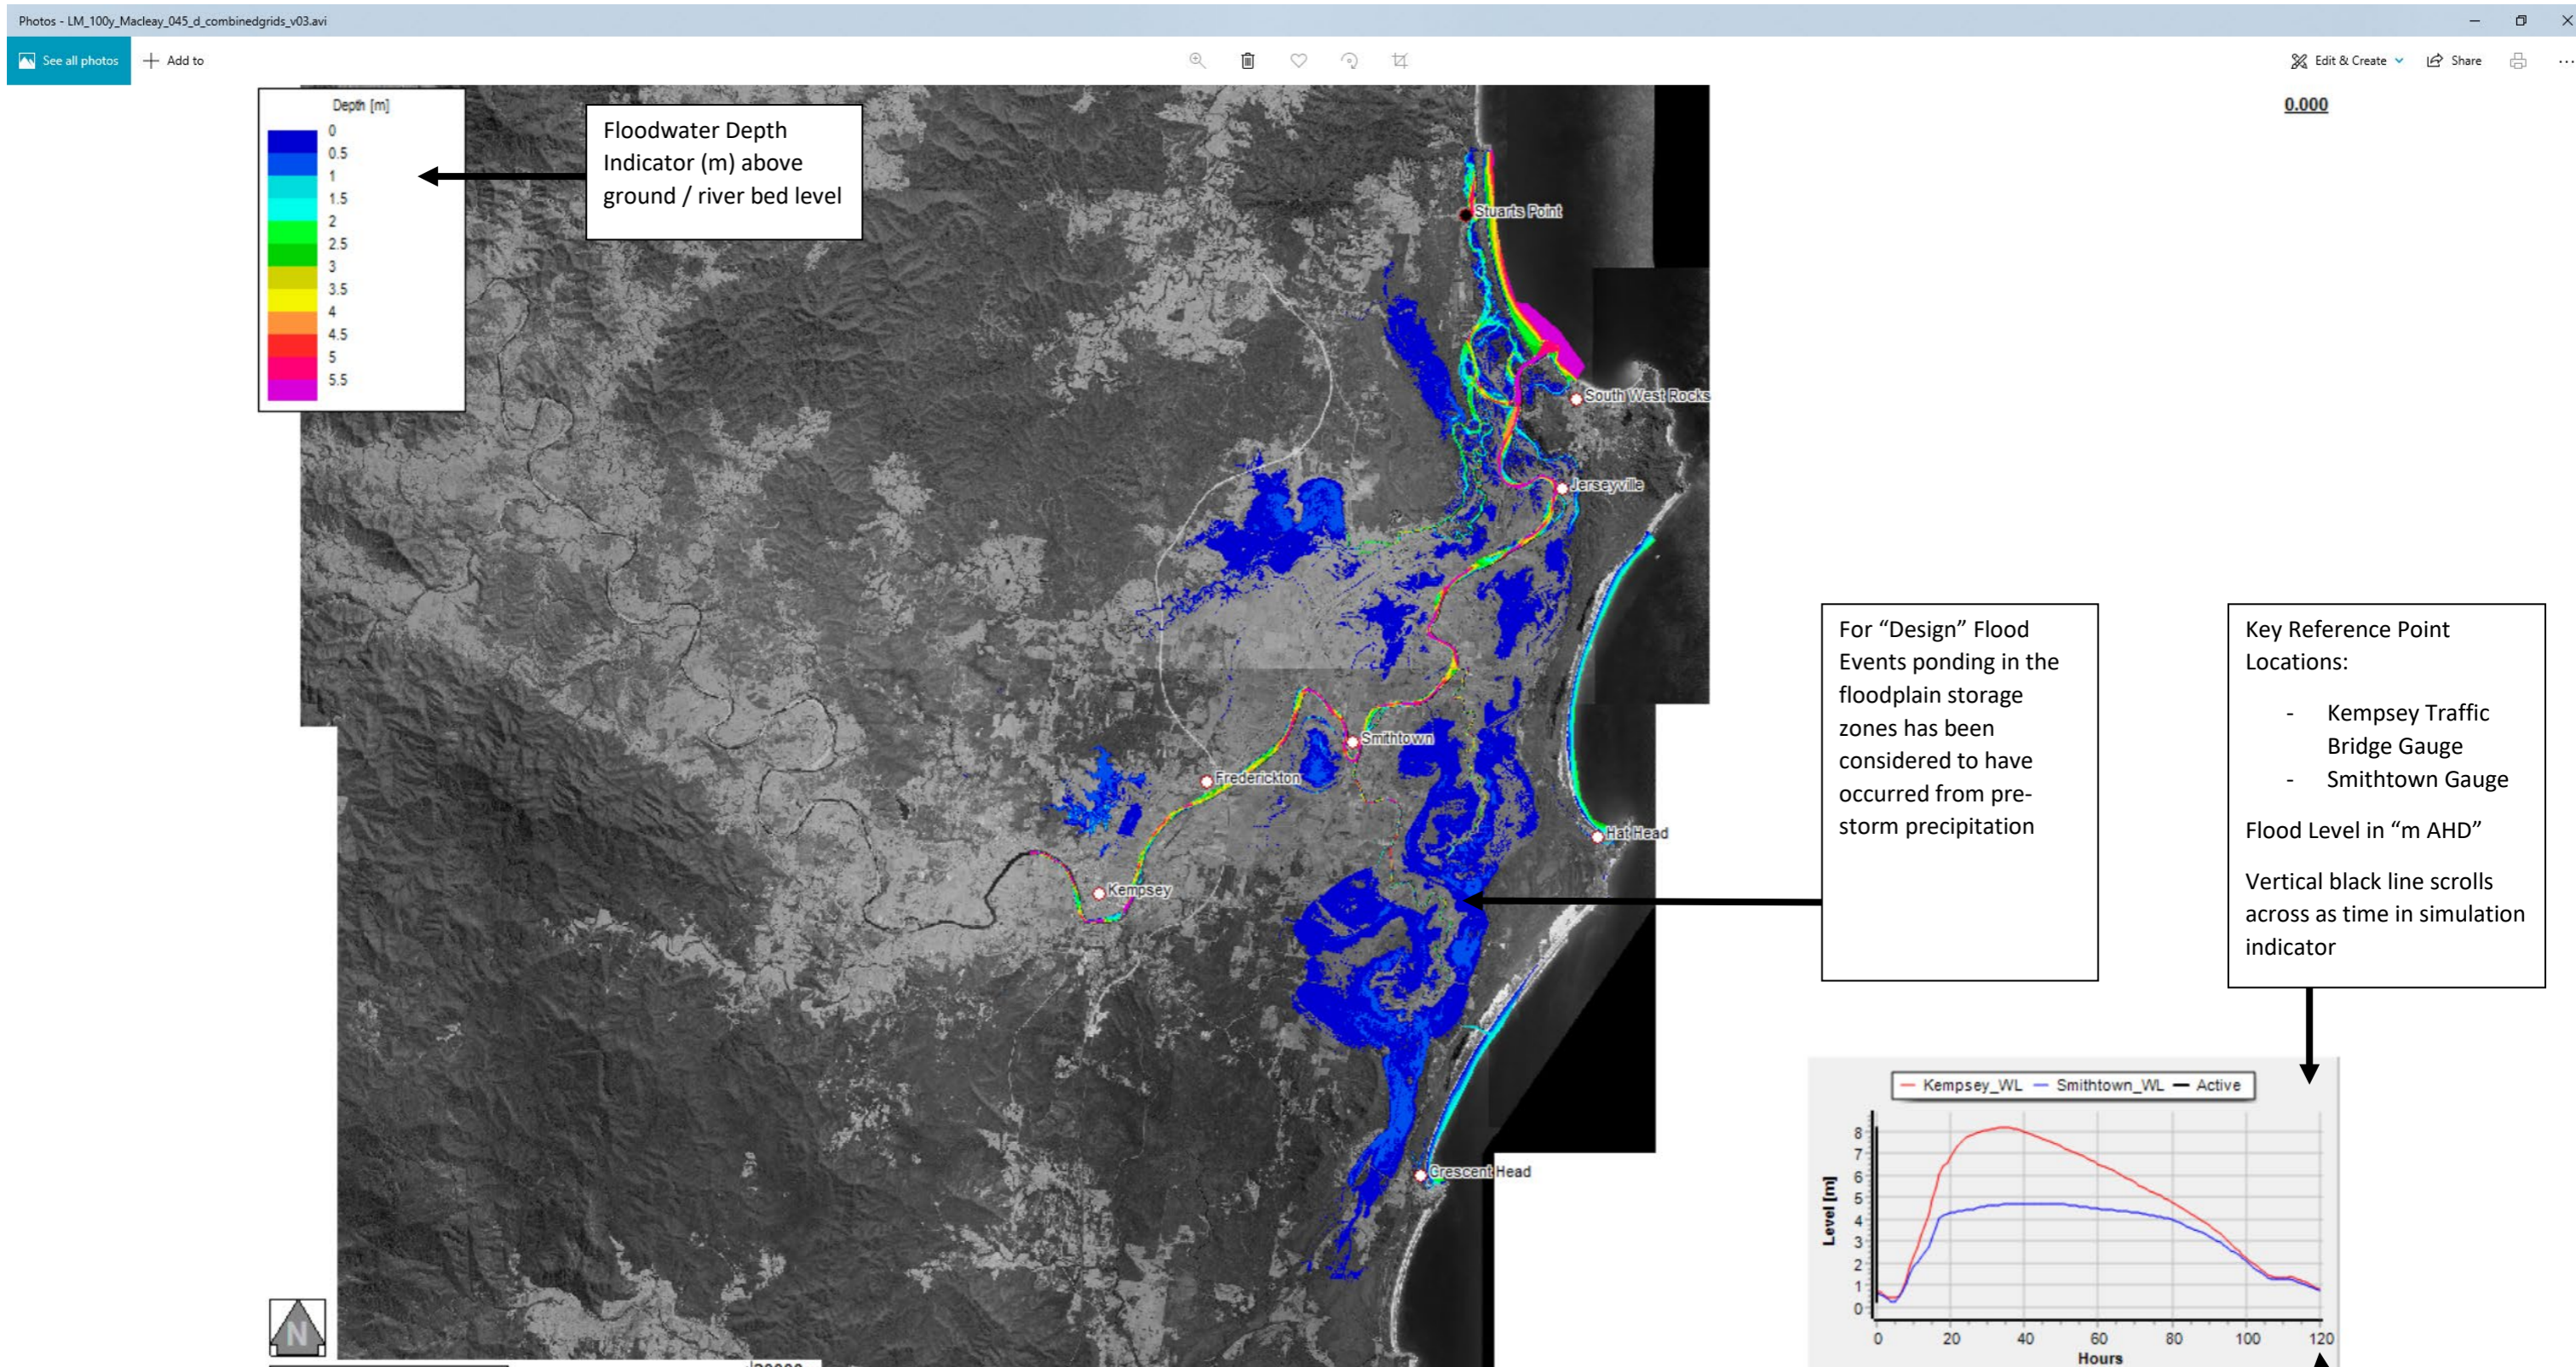 Photos - LM_100y_Macleay_045_d_combinedgrids_v03.avi
See all photos
Add to
Edit & Create
Share
Depth [m]
0
0.5
1
1.5
2
2.5
3
3.5
4
4.5
5
5.5
Floodwater Depth
Indicator (m) above
ground / river bed level
0.000
Stuarts Point
South West Rocks
Jerseyville
Smithtown
Frederickton
Hat Head
Kempsey
Crescent Head
For “Design” Flood
Events ponding in the
floodplain storage
zones has been
considered to have
occurred from pre-
storm precipitation
Key Reference Point
Locations:
- Kempsey Traffic
Bridge Gauge
- Smithtown Gauge
Flood Level in “m AHD”
Vertical black line scrolls
across as time in simulation
indicator
Kempsey_WL Smithtown_WL Active
Level [m]
8
7
6
5
4
3
2
1
0
0 20 40 60 80 100 120
Hours
N